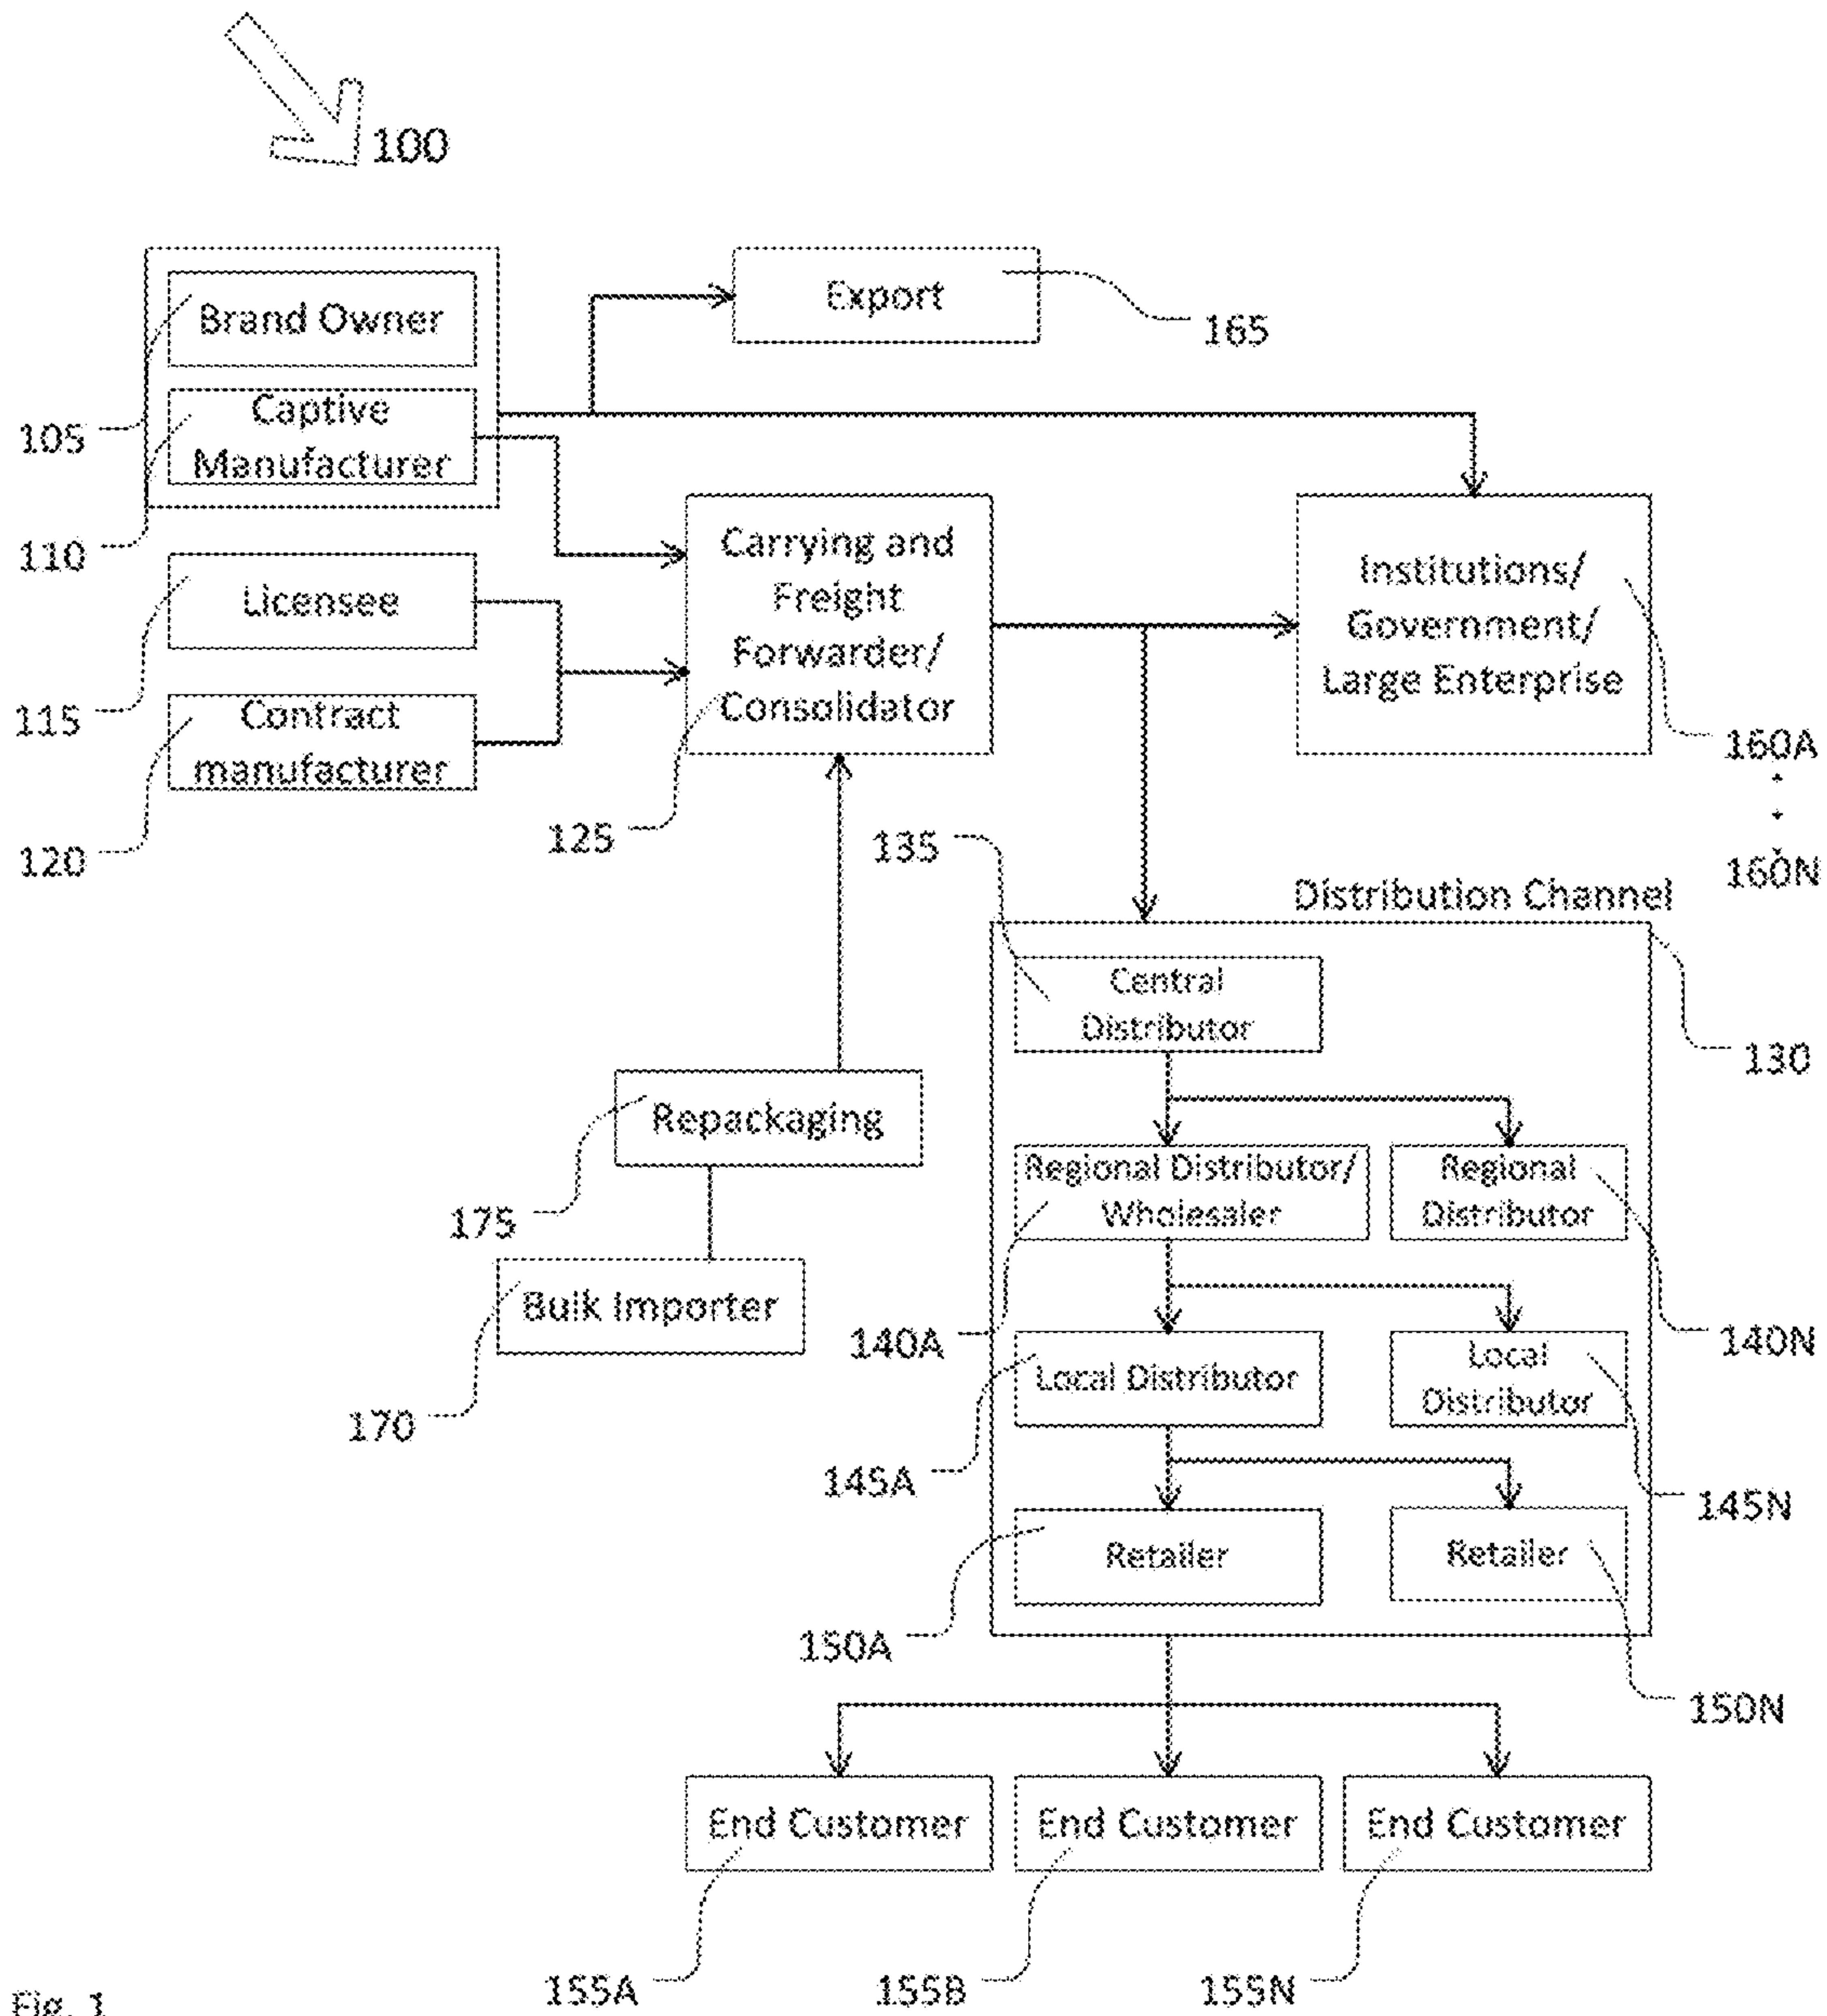 100
Brand Owner
Export
165
105
Captive
Manufacturer
110
Carrying and
Freight
Forwarder/
Consolidator
Institutions/
Government/
Large Enterprise
Licensee
115
Contract
manufacturer
120
125
135
160A
160N
Distribution Channel
Central
Distributor
130
Repackaging
175
Regional Distributor/
Wholesaler
Regional
Distributor
Bulk Importer
140A
140N
Local Distributor
Local
Distributor
170
145A
145N
Retailer
Retailer
150A
150N
End Customer
End Customer
End Customer
155A
155B
155N
Fig. 1